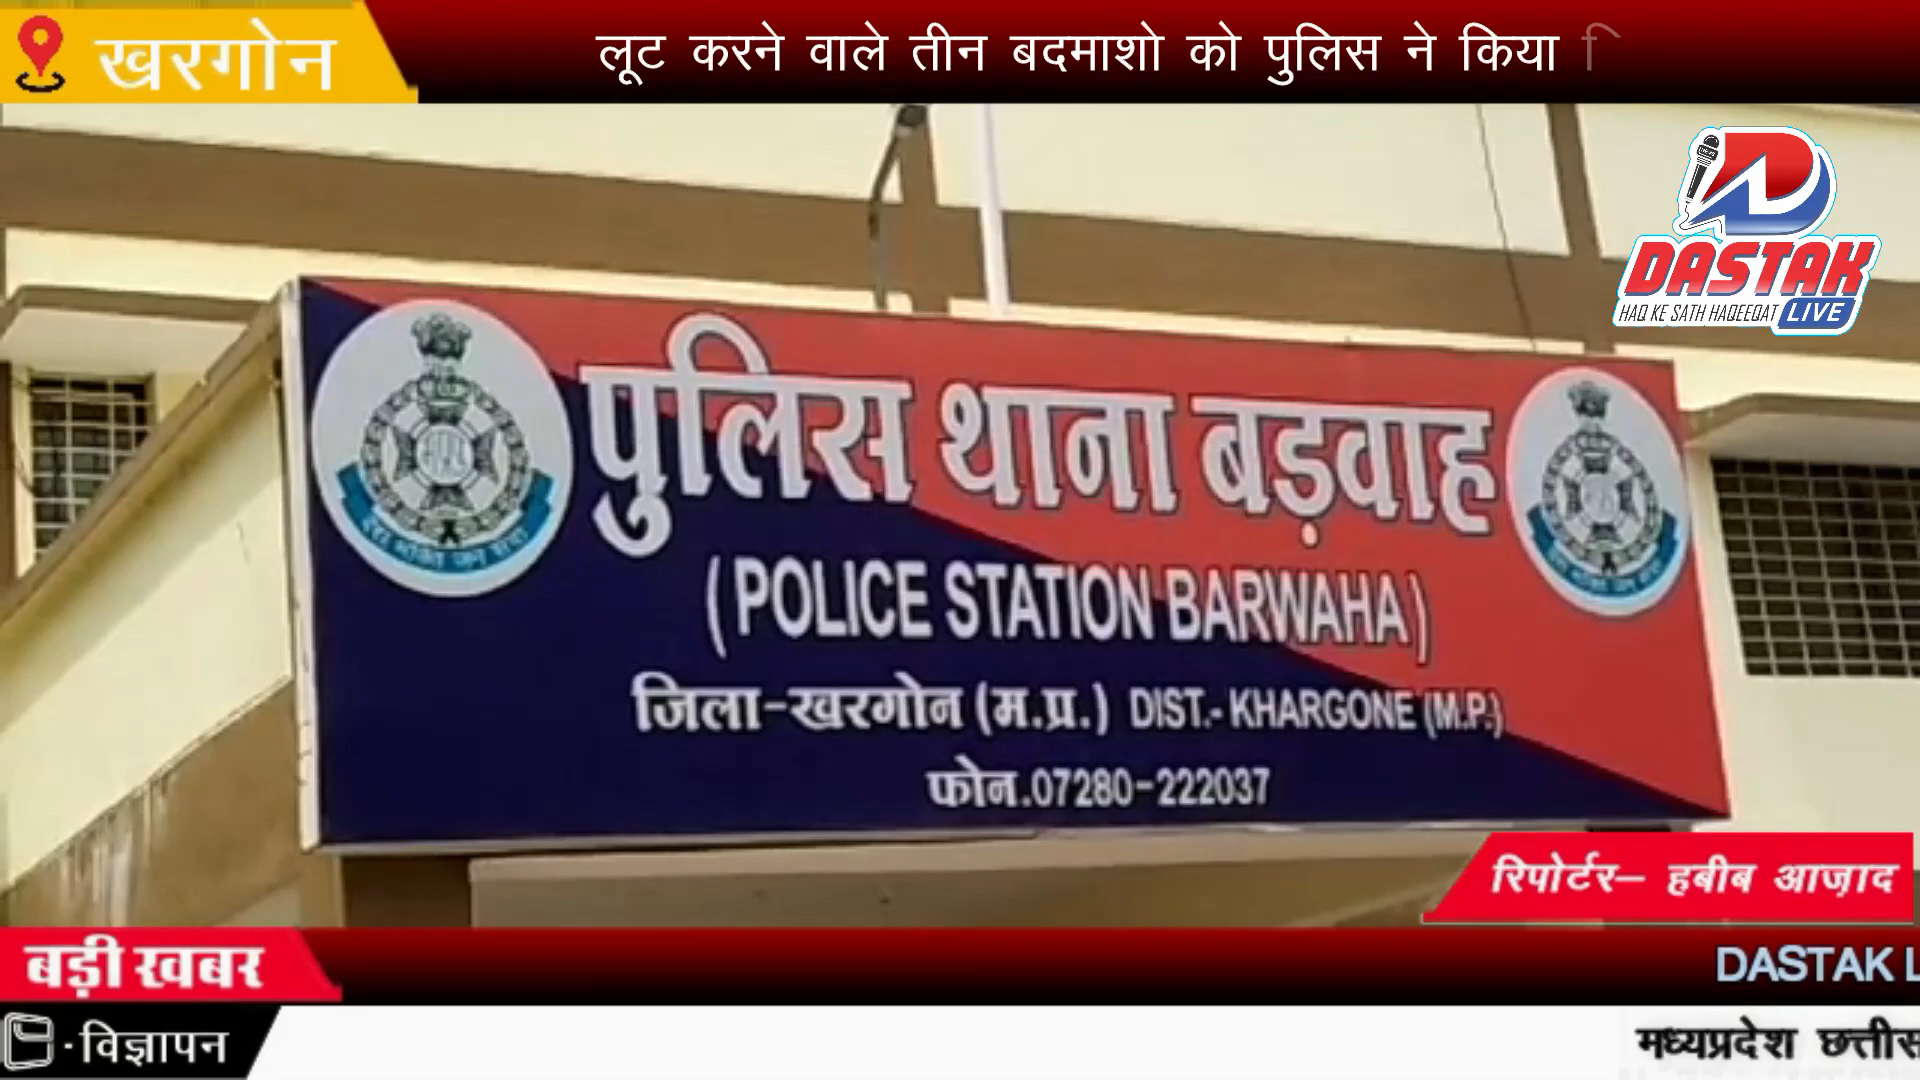 खरगोन
लूट करने वाले तीन बदमाशो को पुलिस ने किया
DASTAK
HAQ KE SATH HAQEEQAT LIVE
पुलिस थाना बड़वाह
(POLICE STATION BARWAHA)
जिला-खरगोन (म.प्र.) DIST.- KHARGONE (M.P.)
फोन.07280-222037
रिपोर्टर– हबीब आज़ाद
बड़ी खबर
DASTAK L
- विज्ञापन
मध्यप्रदेश छत्तीस